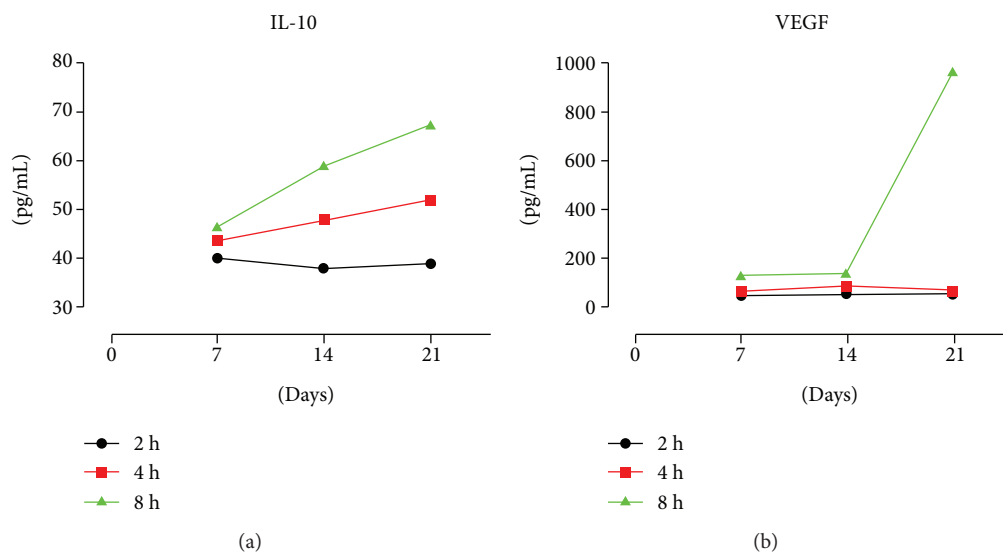 IL-10
80
70
60
50
40
30
(pg/mL)
0 7 14 21
(Days)
2 h
4 h
8 h
(a)
VEGF
1000
800
600
400
200
0
(pg/mL)
0 7 14 21
(Days)
2 h
4 h
8 h
(b)